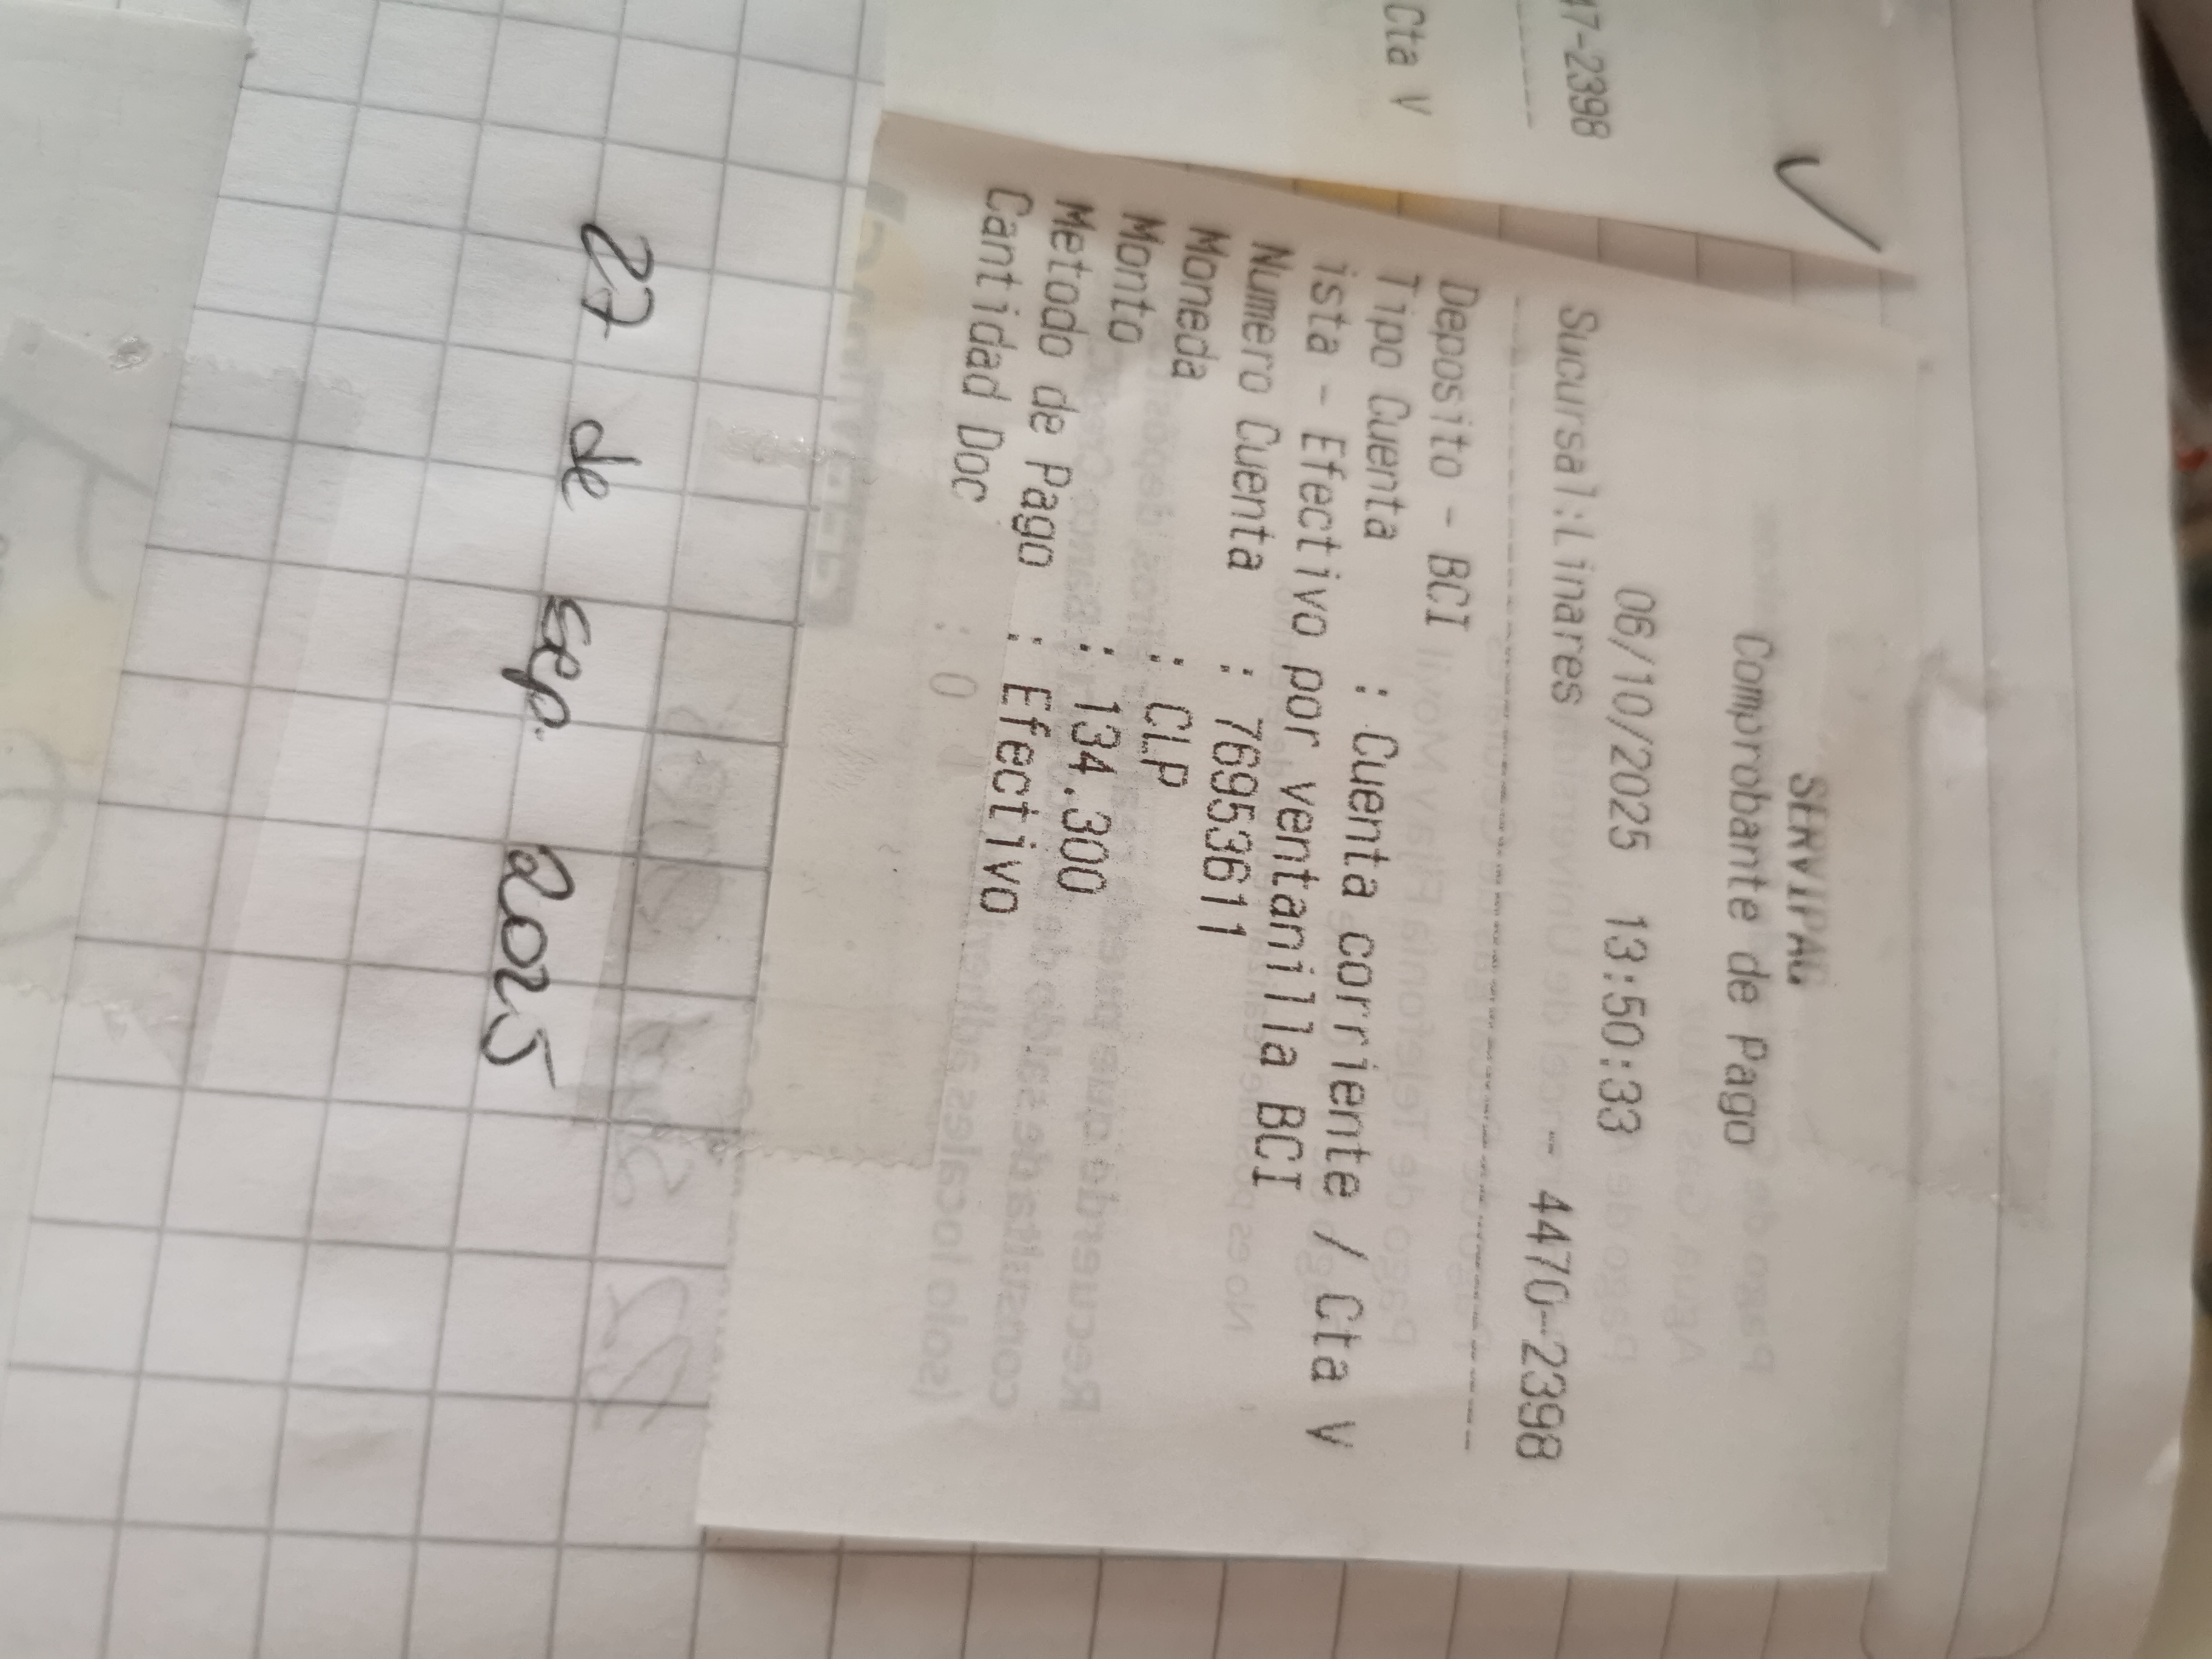 47-2398
Cta V
SERVIPAG
Comprobante de Pago
06/10/2025 13:50:33
Sucursal:Linares - 4470-2398
Deposito - BCI
Tipo Cuenta : Cuenta corriente / Cta V
ista - Efectivo por ventanilla BCI
Numero Cuenta : 76953611
Moneda : CLP
Monto : 134.300
Metodo de Pago : Efectivo
Cantidad Doc : 0
27 de sep. 2025